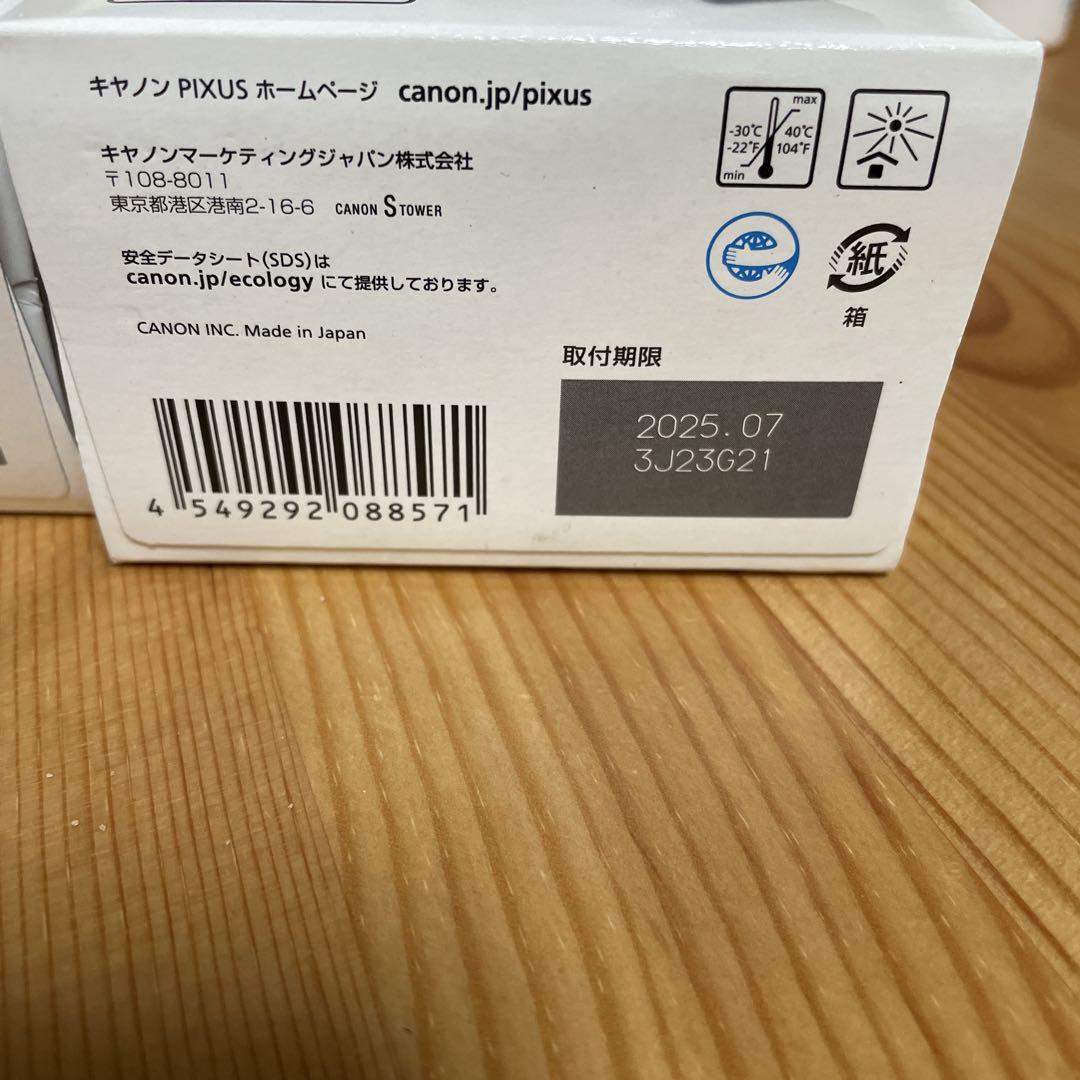 キヤノン PIXUS ホームページ canon.jp/pixus
キヤノンマーケティングジャパン株式会社
〒108-8011
東京都港区港南2-16-6 CANON S TOWER
安全データシート(SDS)は
canon.jp/ecology にて提供しております。
CANON INC. Made in Japan
max
-30℃ 40℃
-22°F 104°F
min
紙
箱
取付期限
2025.07
3J23G21
4 549292 088571